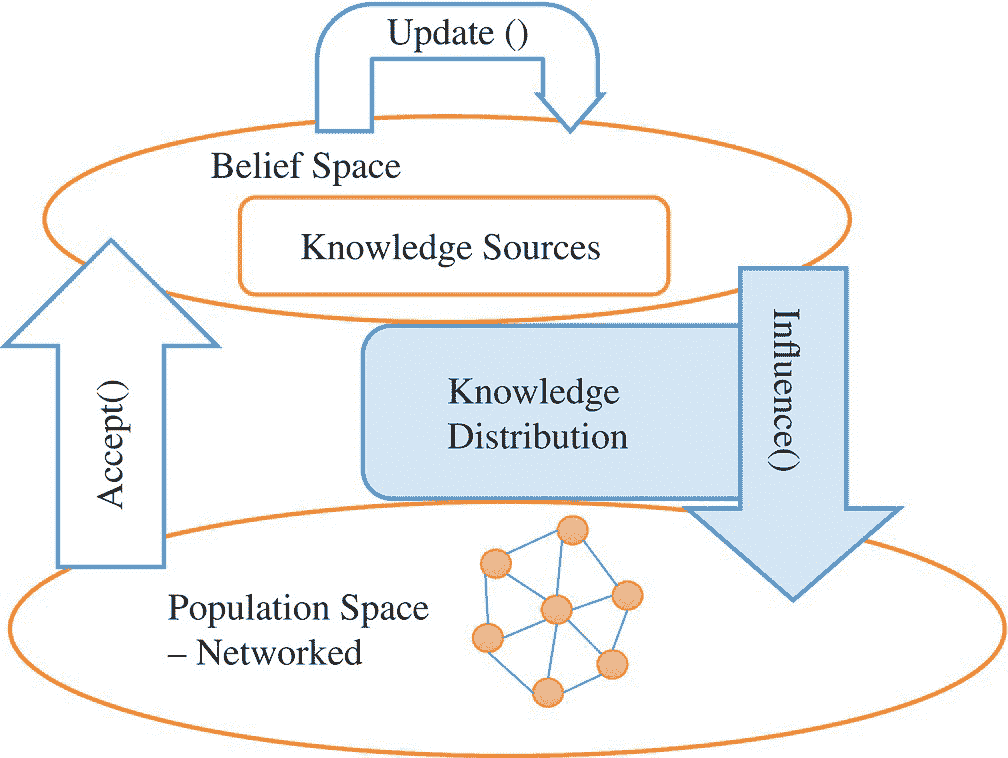 Update ()
Belief Space
Knowledge Sources
Influence()
Knowledge
Distribution
Accept()
Population Space
– Networked